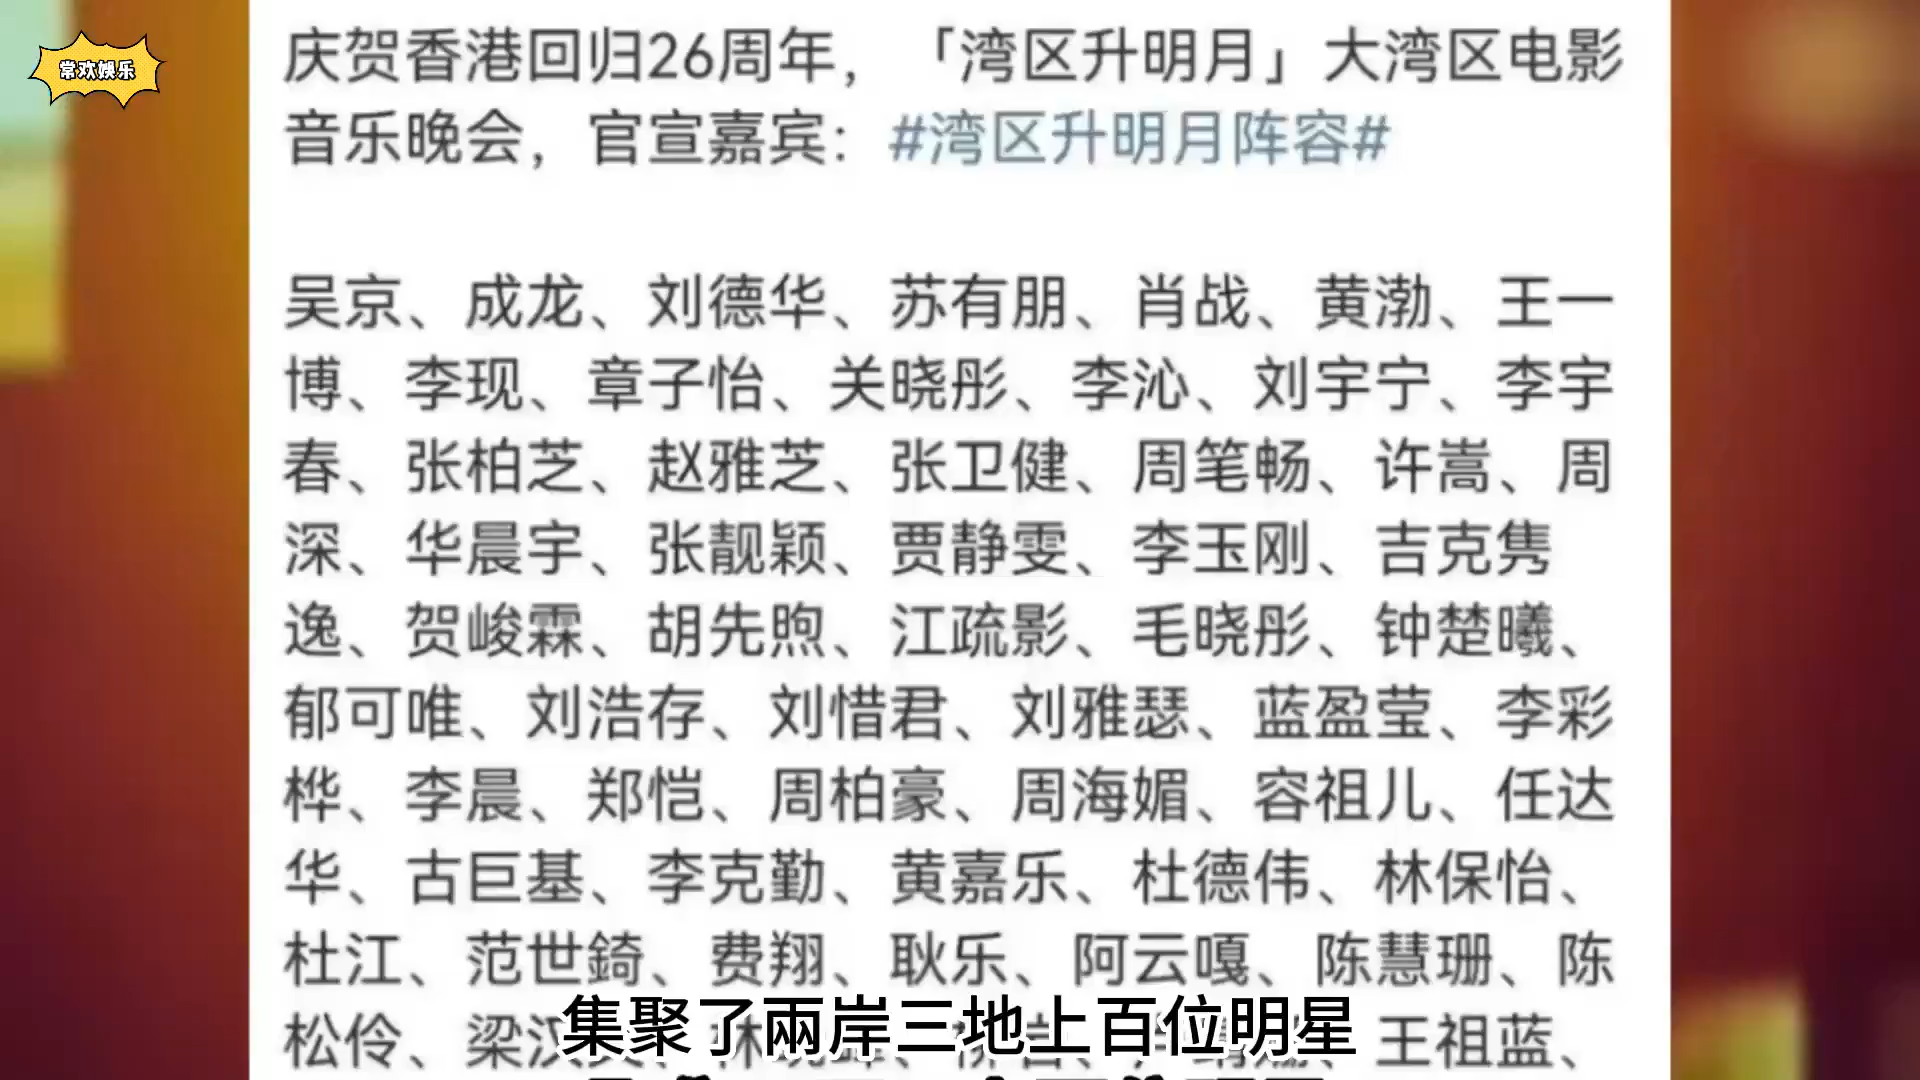 常欢娱乐
庆贺香港回归26周年，「湾区升明月」大湾区电影
音乐晚会，官宣嘉宾：#湾区升明月阵容#
吴京、成龙、刘德华、苏有朋、肖战、黄渤、王一
博、李现、章子怡、关晓彤、李沁、刘宇宁、李宇
春、张柏芝、赵雅芝、张卫健、周笔畅、许嵩、周
深、华晨宇、张靓颖、贾静雯、李玉刚、吉克隽
逸、贺峻霖、胡先煦、江疏影、毛晓彤、钟楚曦、
郁可唯、刘浩存、刘惜君、刘雅瑟、蓝盈莹、李彩
桦、李晨、郑恺、周柏豪、周海媚、容祖儿、任达
华、古巨基、李克勤、黄嘉乐、杜德伟、林保怡、
杜江、范世錡、费翔、耿乐、阿云嘎、陈慧珊、陈
松伶、梁 王祖蓝、
集聚了兩岸三地上百位明星